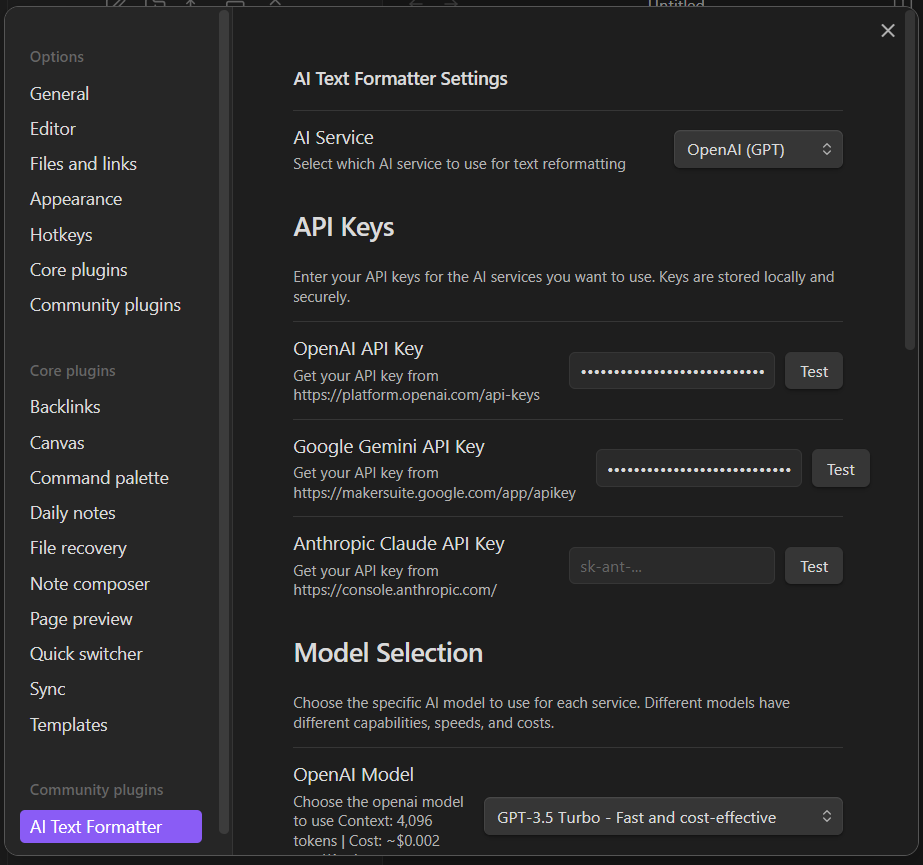 Untitled
Options
General
Editor
Files and links
Appearance
Hotkeys
Core plugins
Community plugins
Core plugins
Backlinks
Canvas
Command palette
Daily notes
File recovery
Note composer
Page preview
Quick switcher
Sync
Templates
Community plugins
AI Text Formatter
AI Text Formatter Settings
AI Service
Select which AI service to use for text reformatting
OpenAI (GPT)
API Keys
Enter your API keys for the AI services you want to use. Keys are stored locally and
securely.
OpenAI API Key
Get your API key from
https://platform.openai.com/api-keys
Test
Google Gemini API Key
Get your API key from
https://makersuite.google.com/app/apikey
Test
Anthropic Claude API Key
Get your API key from
https://console.anthropic.com/
sk-ant-...
Test
Model Selection
Choose the specific AI model to use for each service. Different models have
different capabilities, speeds, and costs.
OpenAI Model
Choose the openai model
to use Context: 4,096
tokens | Cost: ~$0.002
GPT-3.5 Turbo - Fast and cost-effective